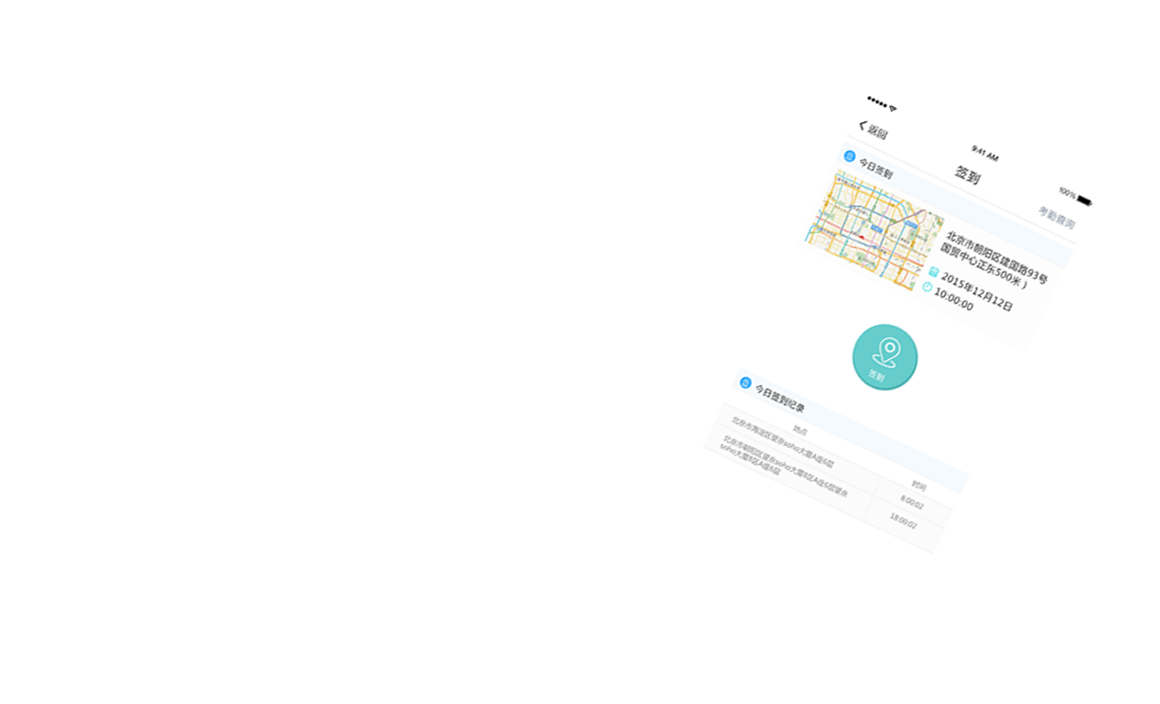 9:41 AM
100%
返回
签到
考勤查询
今日签到
北京市朝阳区建国路93号
国贸中心正东500米）
2015年12月12日
10:00:00
签到
今日签到纪录
地点
时间
北京市海淀区望京soho大厦A座6层
8:00:02
北京市朝阳区望京soho大厦B区A座6层望京
soho大厦B区A座6层
18:00:02